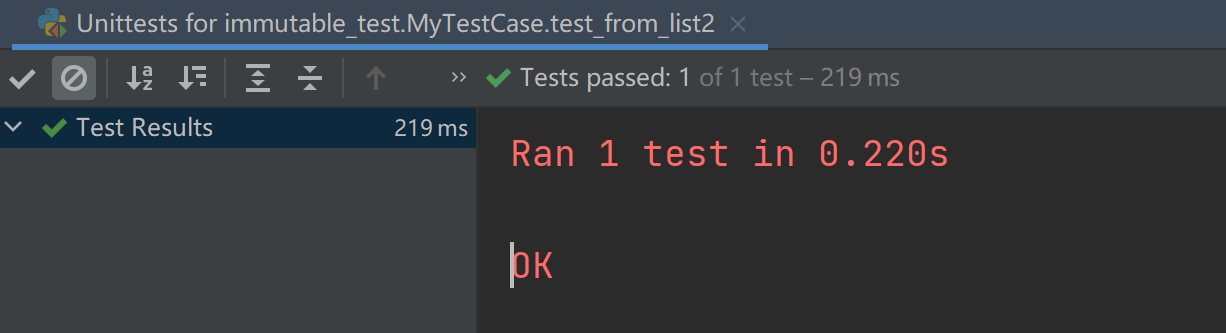 Unittests for immutable_test.MyTestCase.test_from_list2
Tests passed: 1 of 1 test – 219 ms
Test Results 219 ms
Ran 1 test in 0.220s
OK